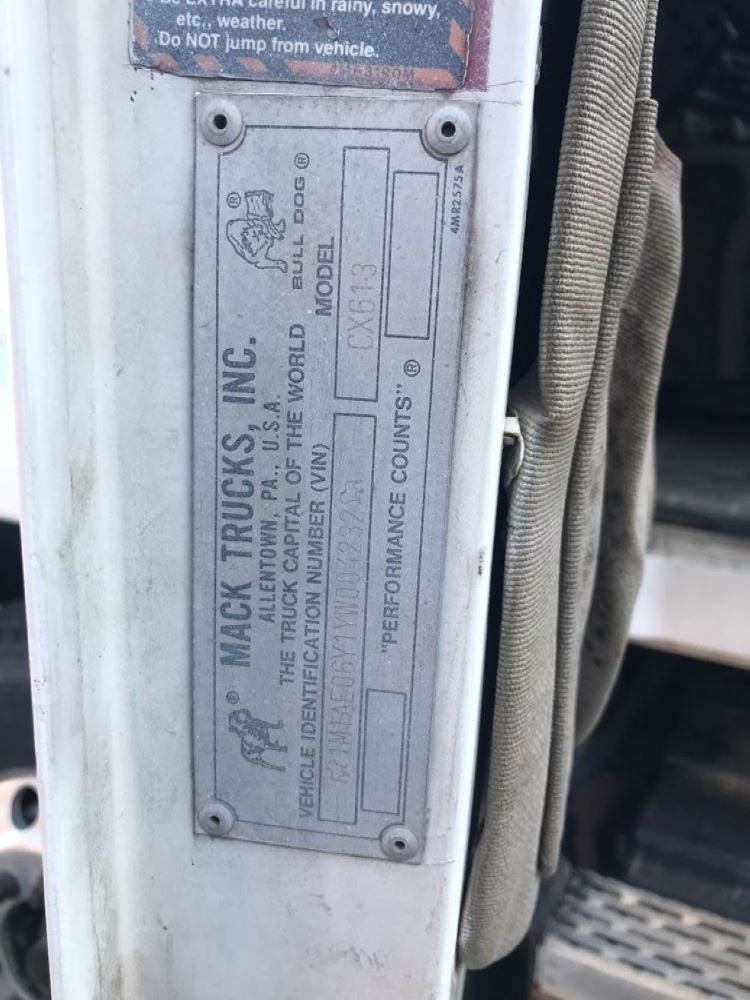 Be EXTRA careful in rainy, snowy,
etc., weather.
Do NOT jump from vehicle.
® MACK TRUCKS, INC. ®
ALLENTOWN, PA., U.S.A.
THE TRUCK CAPITAL OF THE WORLD BULL DOG ®
VEHICLE IDENTIFICATION NUMBER (VIN) MODEL
1M1AE06Y1YW004232 CX613
"PERFORMANCE COUNTS" ®
4MR2575A